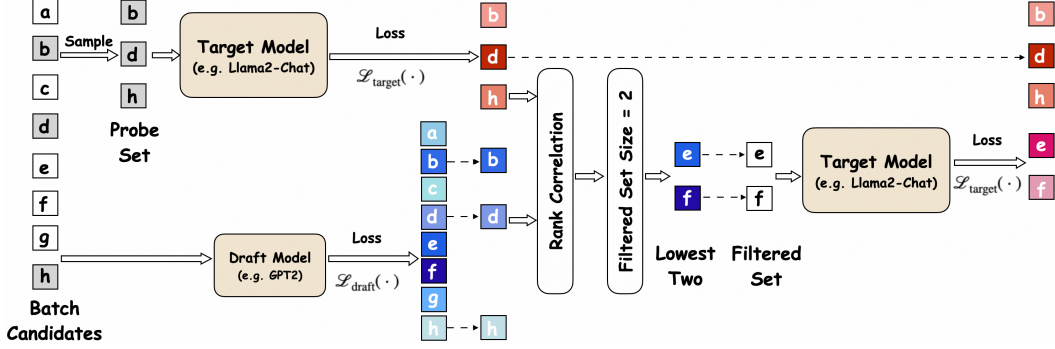 a
b
c
d
e
f
g
h
Batch
Candidates
Sample
b
d
h
Probe
Set
Target Model
(e.g. Llama2-Chat)
Loss
ℒtarget(·)
b
d
h
Draft Model
(e.g. GPT2)
Loss
ℒdraft(·)
a
b
c
d
e
f
g
h
b
d
h
Rank Correlation
Filtered Set Size = 2
e
f
Lowest
Two
e
f
Filtered
Set
Target Model
(e.g. Llama2-Chat)
Loss
ℒtarget(·)
b
d
h
e
f